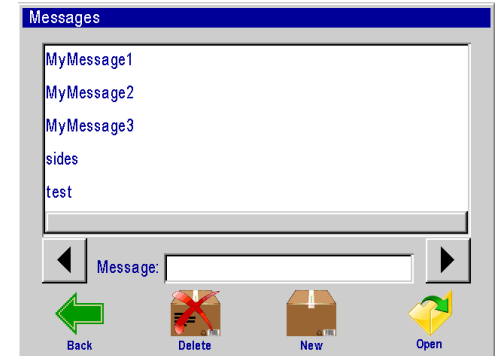 Messages
MyMessage1
MyMessage2
MyMessage3
sides
test
Message:
Back Delete New Open